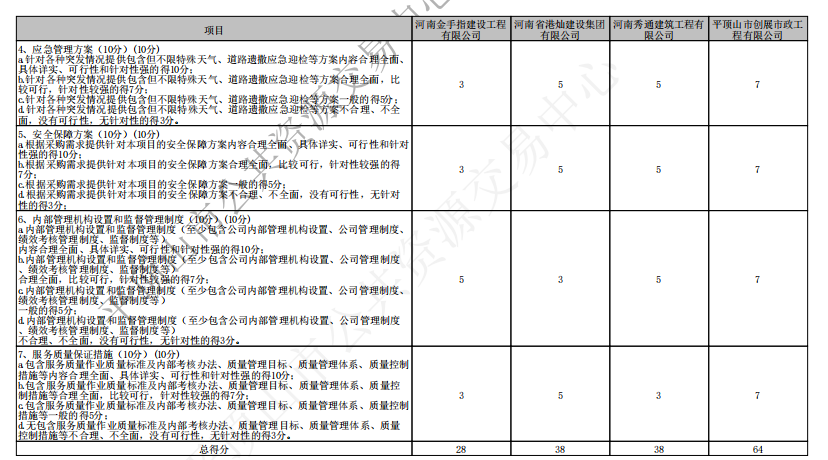 项目
河南金手指建设工程
有限公司
河南省港灿建设集团
有限公司
河南秀通建筑工程有
限公司
平顶山市创展市政工
程有限公司
4、应急管理方案（10分）(10分)
a.针对各种突发情况提供包含但不限特殊天气、道路遗撒应急迎检等方案内容合理全面、
具体详实、可行性和针对性强的得10分；
b.针对各种突发情况提供包含但不限特殊天气、道路遗撒应急迎检等方案合理全面，比
较可行，针对性较强的得7分；
c.针对各种突发情况提供包含但不限特殊天气、道路遗撒应急迎检等方案一般的得5分；
d.针对各种突发情况提供包含但不限特殊天气、道路遗撒应急迎检等方案不合理、不全
面，没有可行性，无针对性的得3分。
3
5
5
7
5、安全保障方案（10分）(10分)
a.根据采购需求提供针对本项目的安全保障方案内容合理全面、具体详实、可行性和针对
性强的得10分；
b.根据采购需求提供针对本项目的安全保障方案合理全面，比较可行，针对性较强的得
7分；
c.根据采购需求提供针对本项目的安全保障方案一般的得5分；
d.根据采购需求提供针对本项目的安全保障方案不合理、不全面，没有可行性，无针对
性的得3分；
3
5
5
7
6、内部管理机构设置和监督管理制度（10分）(10分)
a.内部管理机构设置和监督管理制度（至少包含公司内部管理机构设置、公司管理制度、
绩效考核管理制度、监督制度等）
内容合理全面、具体详实、可行性和针对性强的得10分；
b.内部管理机构设置和监督管理制度（至少包含公司内部管理机构设置、公司管理制度
、绩效考核管理制度、监督制度等）
合理全面，比较可行，针对性较强的得7分；
c.内部管理机构设置和监督管理制度（至少包含公司内部管理机构设置、公司管理制度、
绩效考核管理制度、监督制度等）
一般的得5分；
d.内部管理机构设置和监督管理制度（至少包含公司内部管理机构设置、公司管理制度
、绩效考核管理制度、监督制度等）
不合理、不全面，没有可行性，无针对性的得3分。
5
3
5
7
7、服务质量保证措施（10分）(10分)
a.包含服务质量作业质量标准及内部考核办法、质量管理目标、质量管理体系、质量控制
措施等内容合理全面、具体详实、可行性和针对性强的得10分；
b.包含服务质量作业质量标准及内部考核办法、质量管理目标、质量管理体系、质量控
制措施等合理全面，比较可行，针对性较强的得7分；
c.包含服务质量作业质量标准及内部考核办法、质量管理目标、质量管理体系、质量控制
措施等一般的得5分；
d.无包含服务质量作业质量标准及内部考核办法、质量管理目标、质量管理体系、质量
控制措施等不合理、不全面，没有可行性，无针对性的得3分。
3
5
3
7
总得分
28
38
38
64